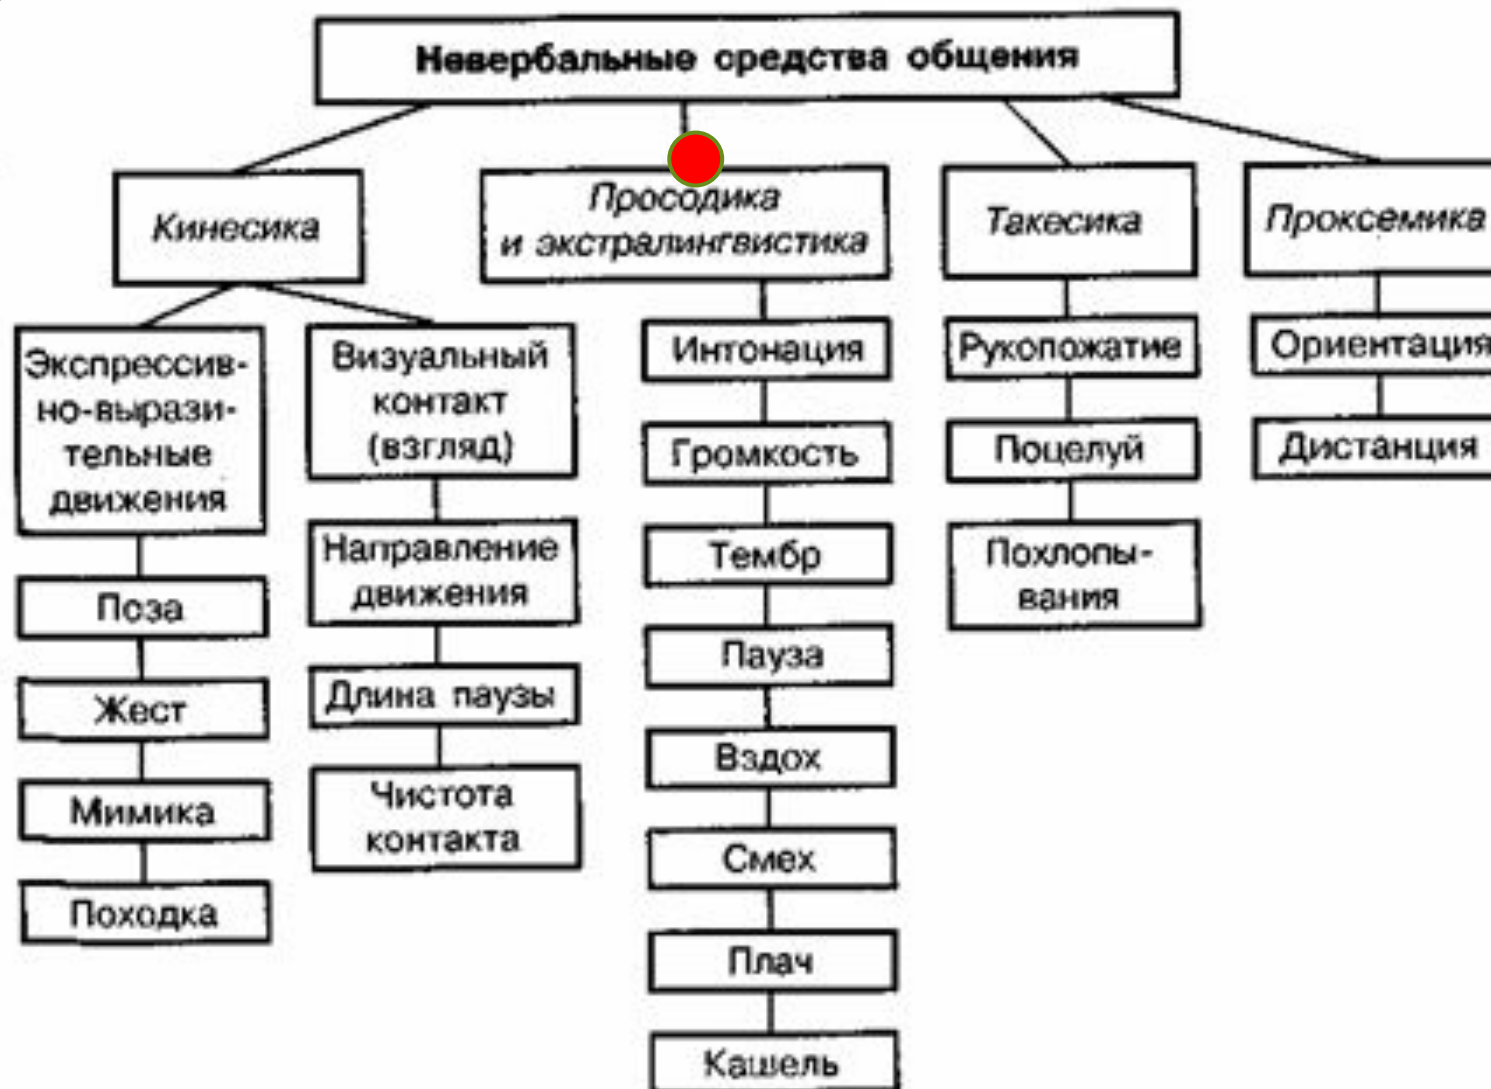 Невербальные средства общения
Кинесика
Просодика
и экстралингвистика
Такесика
Проксемика
Экспрессив-
но-вырази-
тельные
движения
Поза
Жест
Мимика
Походка
Визуальный
контакт
(взгляд)
Направление
движения
Длина паузы
Чистота
контакта
Интонация
Громкость
Тембр
Пауза
Вздох
Смех
Плач
Кашель
Рукопожатие
Поцелуй
Похлопы-
вания
Ориентация
Дистанция